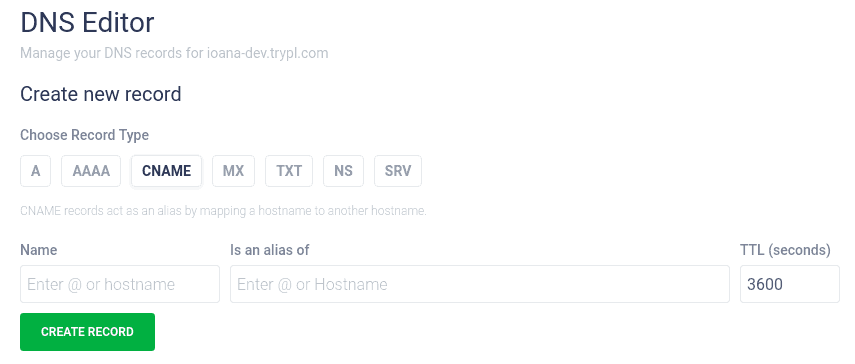 DNS Editor
Manage your DNS records for ioana-dev.trypl.com
Create new record
Choose Record Type
A AAAA CNAME MX TXT NS SRV
CNAME records act as an alias by mapping a hostname to another hostname.
Name Is an alias of TTL (seconds)
Enter @ or hostname Enter @ or Hostname 3600
CREATE RECORD